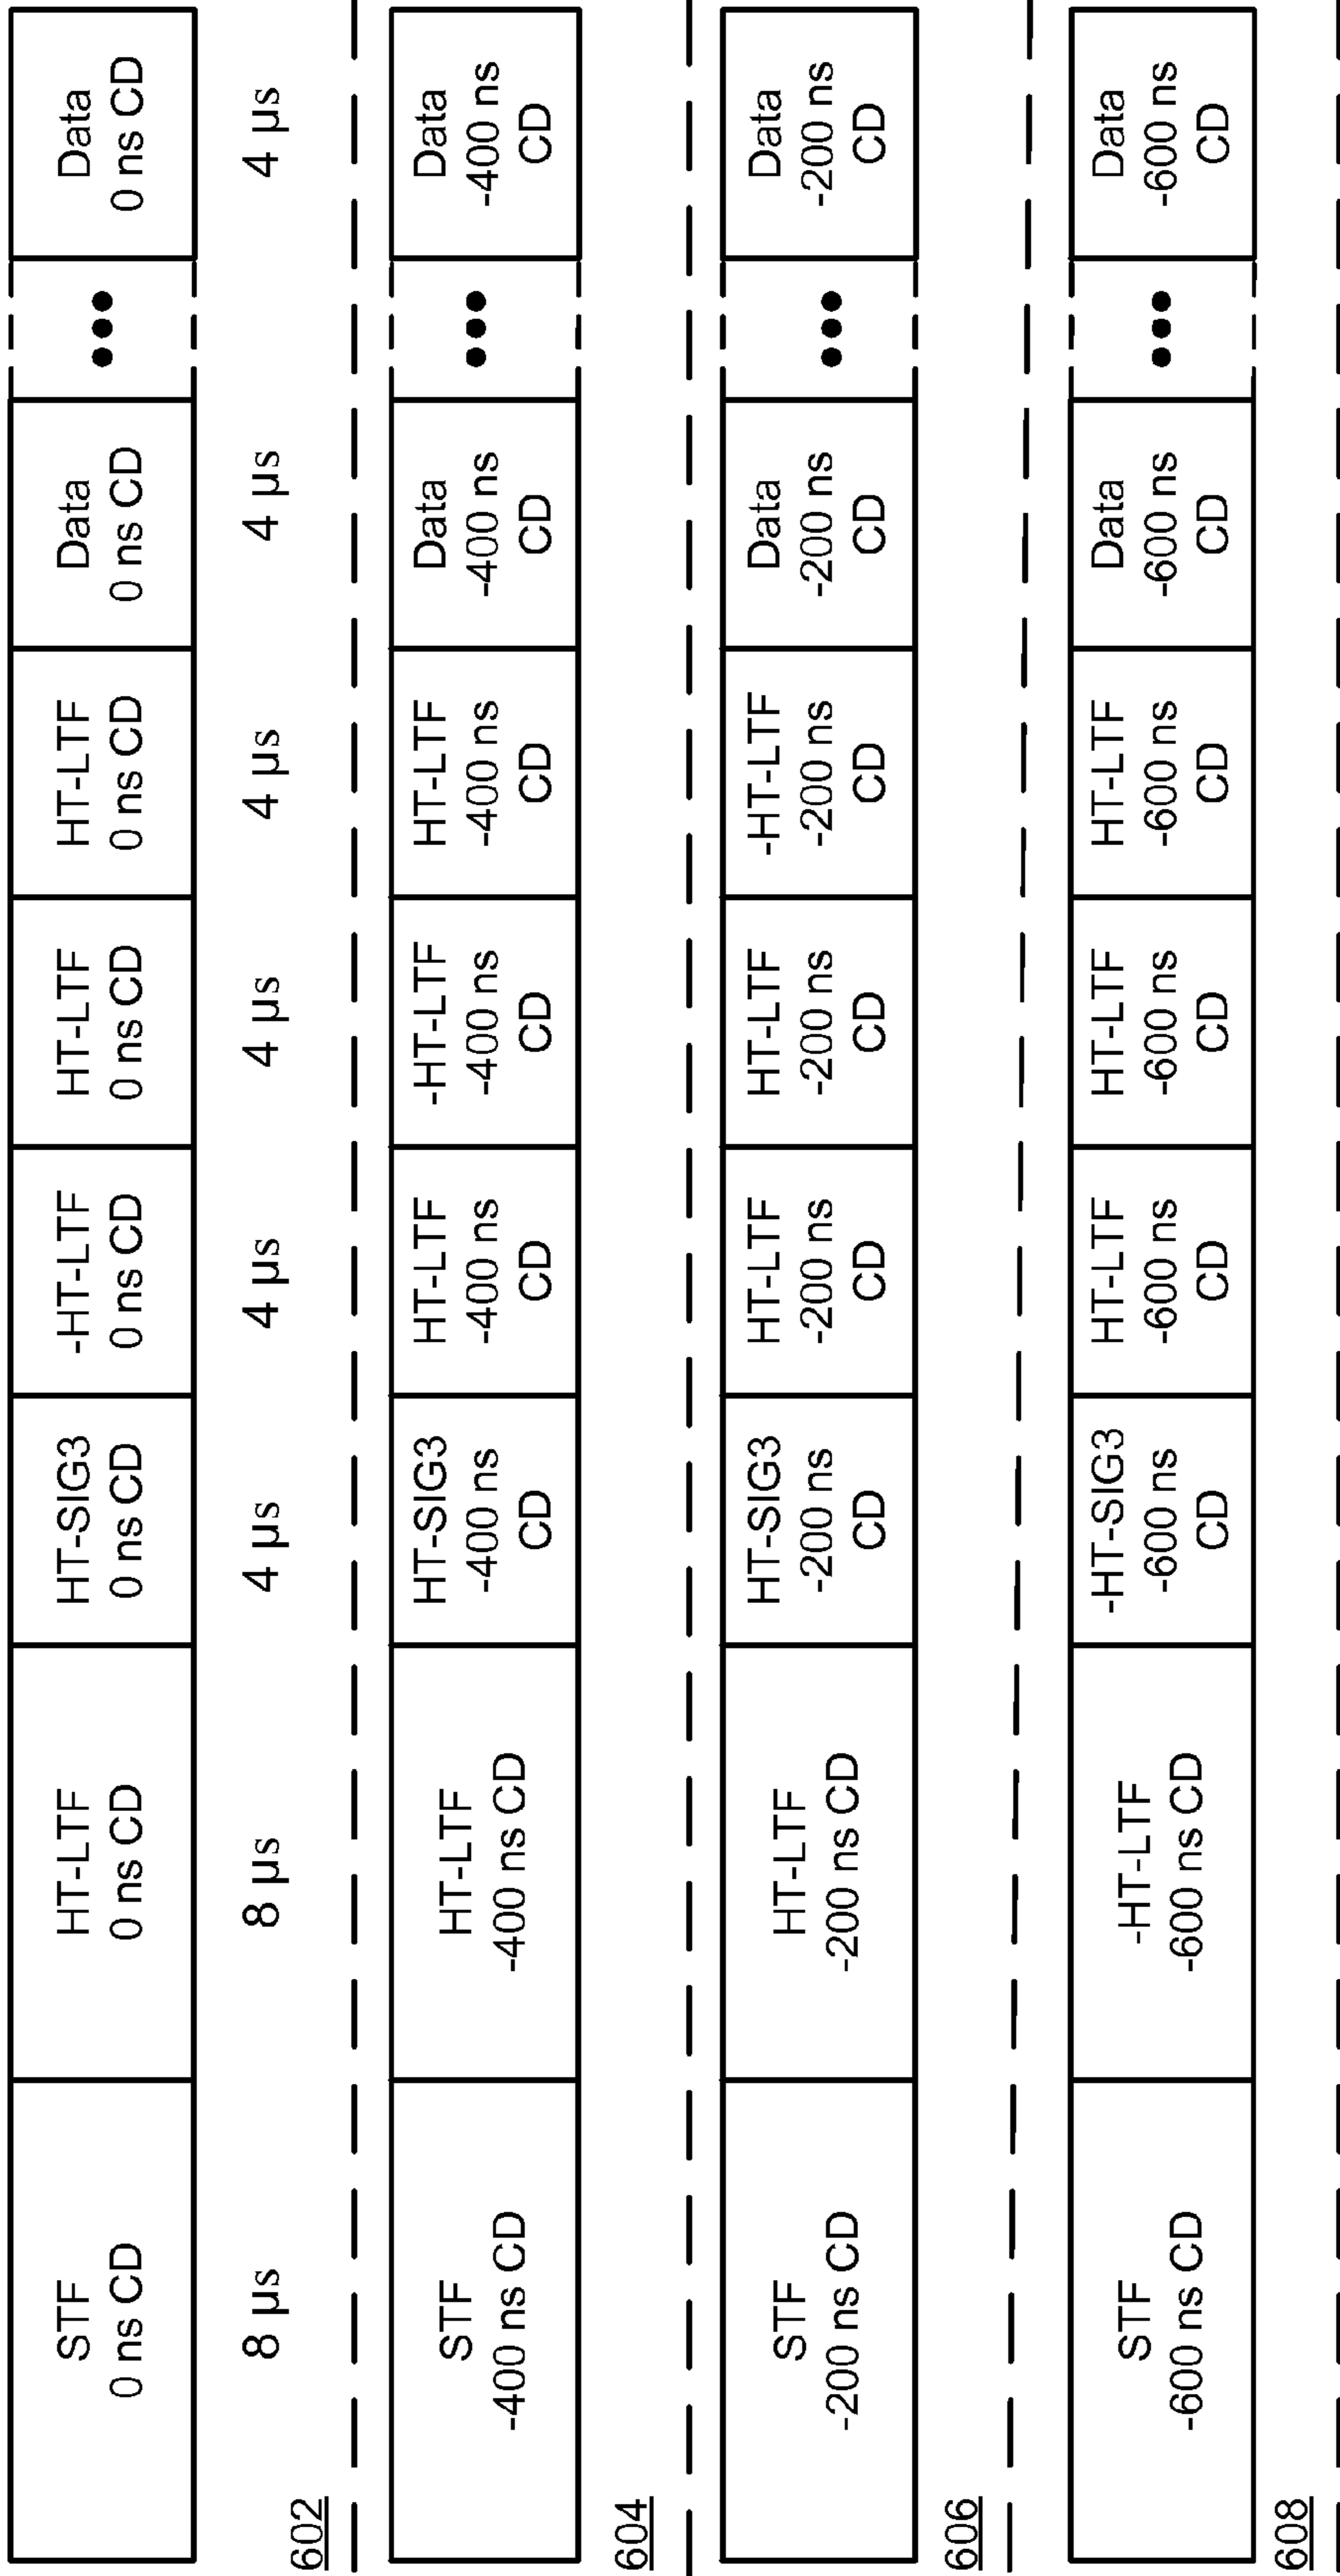 STF
0 ns CD
HT-LTF
0 ns CD
HT-SIG3
0 ns CD
-HT-LTF
0 ns CD
HT-LTF
0 ns CD
HT-LTF
0 ns CD
Data
0 ns CD
Data
0 ns CD
8 µs
8 µs
4 µs
4 µs
4 µs
4 µs
4 µs
4 µs
602
STF
-400 ns CD
HT-LTF
-400 ns CD
HT-SIG3
-400 ns
CD
HT-LTF
-400 ns
CD
-HT-LTF
-400 ns
CD
HT-LTF
-400 ns
CD
Data
-400 ns
CD
Data
-400 ns
CD
604
STF
-200 ns CD
HT-LTF
-200 ns CD
HT-SIG3
-200 ns
CD
HT-LTF
-200 ns
CD
HT-LTF
-200 ns
CD
-HT-LTF
-200 ns
CD
Data
-200 ns
CD
Data
-200 ns
CD
606
STF
-600 ns CD
-HT-LTF
-600 ns CD
-HT-SIG3
-600 ns
CD
HT-LTF
-600 ns
CD
HT-LTF
-600 ns
CD
HT-LTF
-600 ns
CD
Data
-600 ns
CD
Data
-600 ns
CD
608